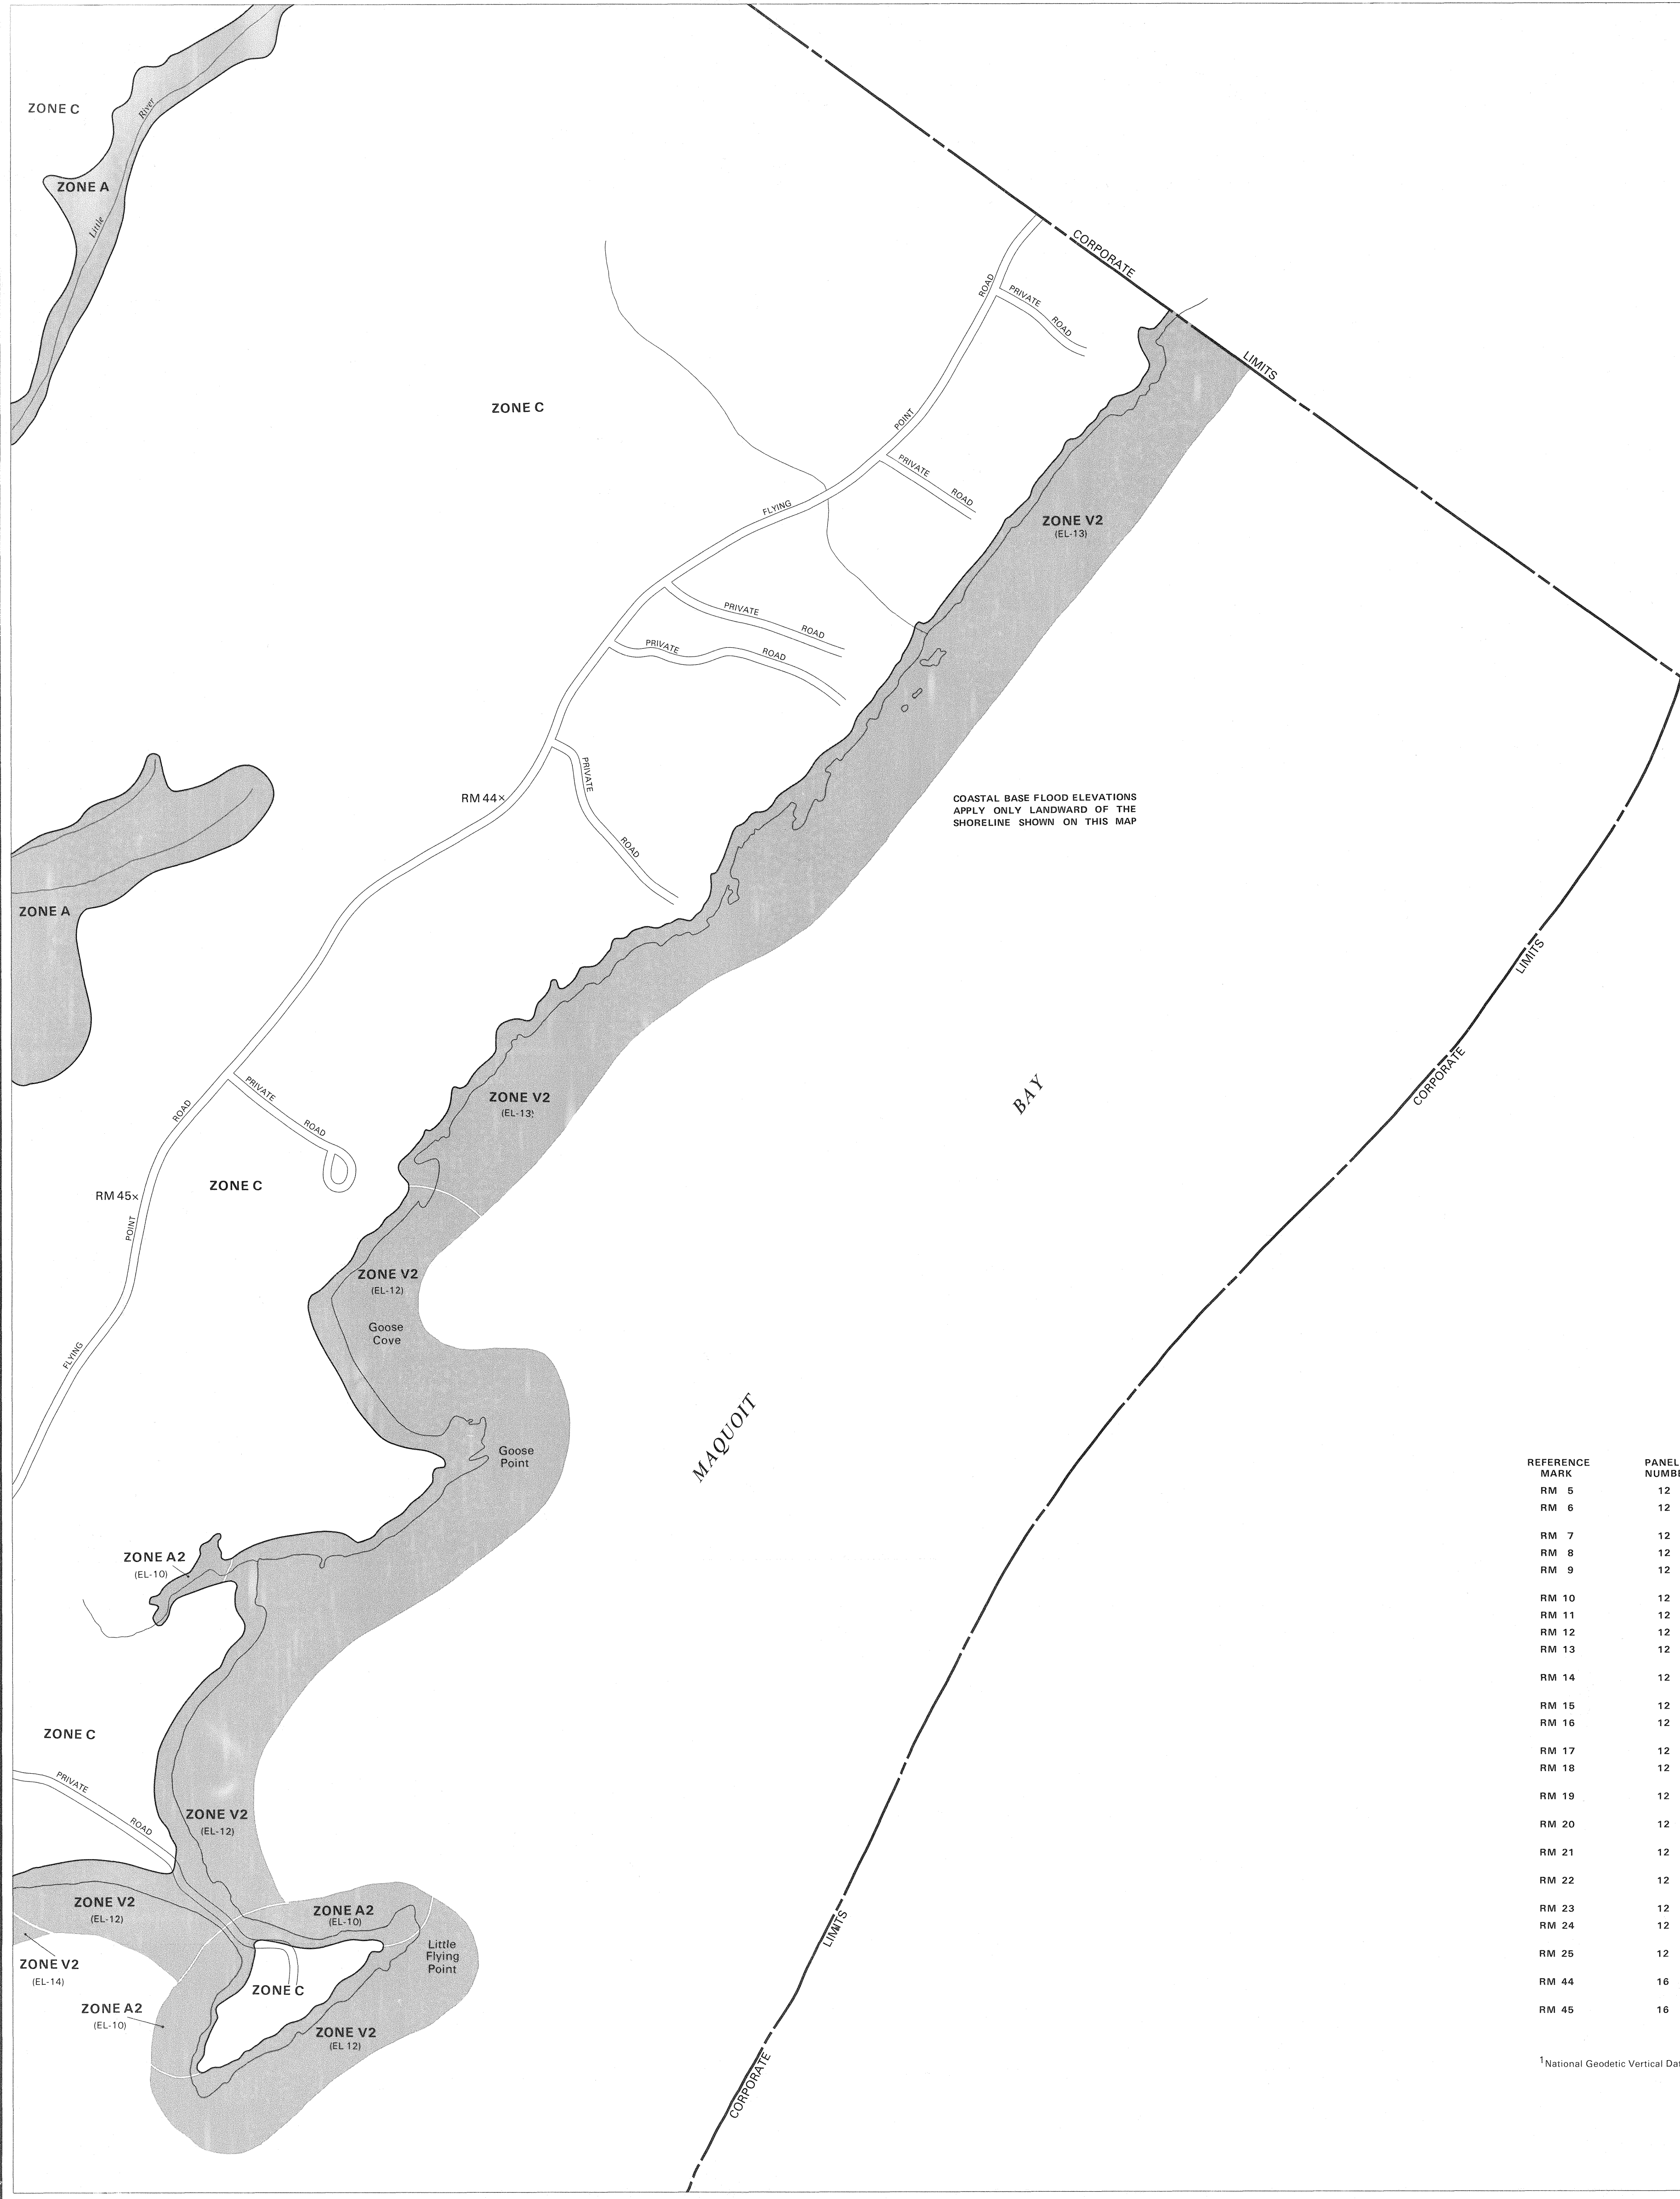 ZONE C
River
ZONE A
Little
CORPORATE
LIMITS
ROAD
PRIVATE
ROAD
ZONE C
POINT
PRIVATE
ROAD
FLYING
ZONE V2
(EL-13)
PRIVATE
ROAD
PRIVATE
ROAD
PRIVATE
ROAD
RM 44×
COASTAL BASE FLOOD ELEVATIONS
APPLY ONLY LANDWARD OF THE
SHORELINE SHOWN ON THIS MAP
ZONE A
LIMITS
CORPORATE
ZONE V2
(EL-13)
BAY
ROAD
PRIVATE
ROAD
ZONE C
RM 45×
POINT
FLYING
ZONE V2
(EL-12)
Goose
Cove
MAQUOIT
Goose
Point
ZONE A2
(EL-10)
ZONE C
PRIVATE
ROAD
ZONE V2
(EL-12)
ZONE V2
(EL-12)
ZONE A2
(EL-10)
Little
Flying
Point
ZONE V2
(EL-14)
ZONE C
ZONE A2
(EL-10)
ZONE V2
(EL 12)
LIMITS
CORPORATE
REFERENCE PANEL
MARK
RM 5 12
RM 6 12
RM 7 12
RM 8 12
RM 9 12
RM 10 12
RM 11 12
RM 12 12
RM 13 12
RM 14 12
RM 15 12
RM 16 12
RM 17 12
RM 18 12
RM 19 12
RM 20 12
RM 21 12
RM 22 12
RM 23 12
RM 24 12
RM 25 12
RM 44 16
RM 45 16
1National Geodetic Vertical